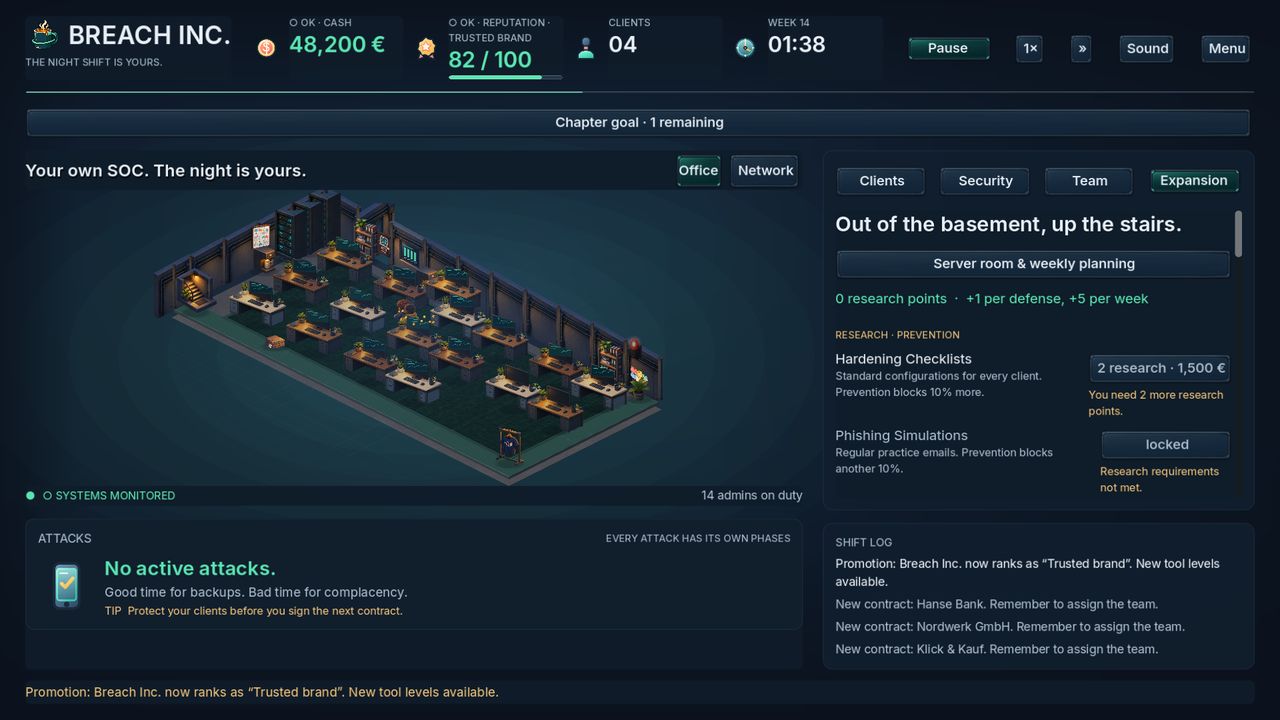 BREACH INC.
THE NIGHT SHIFT IS YOURS.
O OK · CASH
48,200 €
O OK · REPUTATION ·
TRUSTED BRAND
82 / 100
CLIENTS
04
WEEK 14
01:38
Pause
1×
»
Sound
Menu
Chapter goal · 1 remaining
Your own SOC. The night is yours.
Office
Network
O SYSTEMS MONITORED
14 admins on duty
ATTACKS
EVERY ATTACK HAS ITS OWN PHASES
No active attacks.
Good time for backups. Bad time for complacency.
TIP Protect your clients before you sign the next contract.
Clients
Security
Team
Expansion
Out of the basement, up the stairs.
Server room & weekly planning
0 research points · +1 per defense, +5 per week
RESEARCH · PREVENTION
Hardening Checklists
Standard configurations for every client.
Prevention blocks 10% more.
2 research · 1,500 €
You need 2 more research
points.
Phishing Simulations
Regular practice emails. Prevention blocks
another 10%.
locked
Research requirements
not met.
SHIFT LOG
Promotion: Breach Inc. now ranks as “Trusted brand”. New tool levels
available.
New contract: Hanse Bank. Remember to assign the team.
New contract: Nordwerk GmbH. Remember to assign the team.
New contract: Klick & Kauf. Remember to assign the team.
Promotion: Breach Inc. now ranks as “Trusted brand”. New tool levels available.